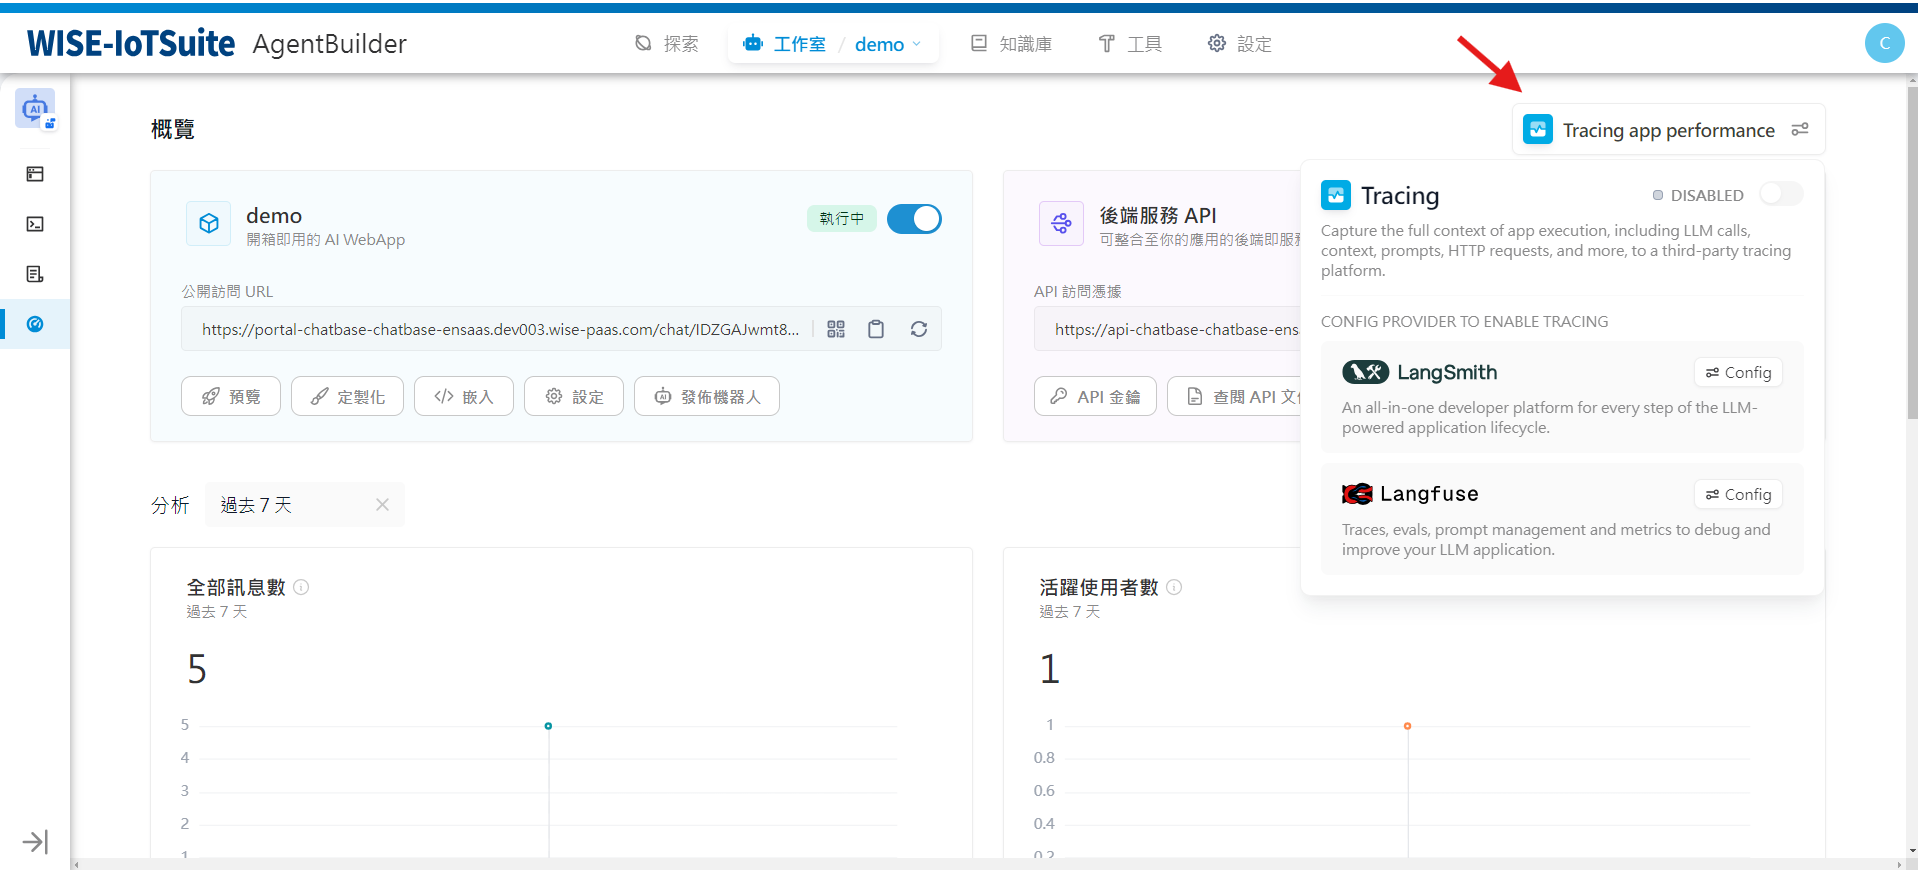 WISE-IoTSuite AgentBuilder
探索
工作室 / demo
知識庫
工具
設定
C
概覽
Tracing app performance
demo
開箱即用的 AI WebApp
執行中
公開訪問 URL
https://portal-chatbase-chatbase-ensaas.dev003.wise-paas.com/chat/IDZGAJwmt8...
預覽
定製化
嵌入
設定
發佈機器人
後端服務 API
可整合至你的應用的後端即服
API 訪問憑據
https://api-chatbase-chatbase-ens
API 金鑰
查閱 API 文
Tracing
DISABLED
Capture the full context of app execution, including LLM calls,
context, prompts, HTTP requests, and more, to a third-party tracing
platform.
CONFIG PROVIDER TO ENABLE TRACING
LangSmith
Config
An all-in-one developer platform for every step of the LLM-
powered application lifecycle.
Langfuse
Config
Traces, evals, prompt management and metrics to debug and
improve your LLM application.
分析
過去 7 天
全部訊息數
過去 7 天
5
5
4
3
2
1
活躍使用者數
過去 7 天
1
1
0.8
0.6
0.4
0.2